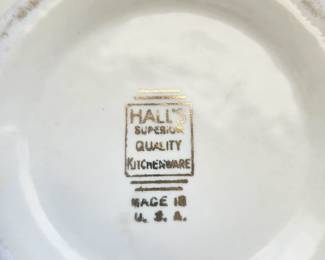 HALL'S
SUPERIOR
QUALITY
KITCHENWARE
MADE IN
U. S. A.